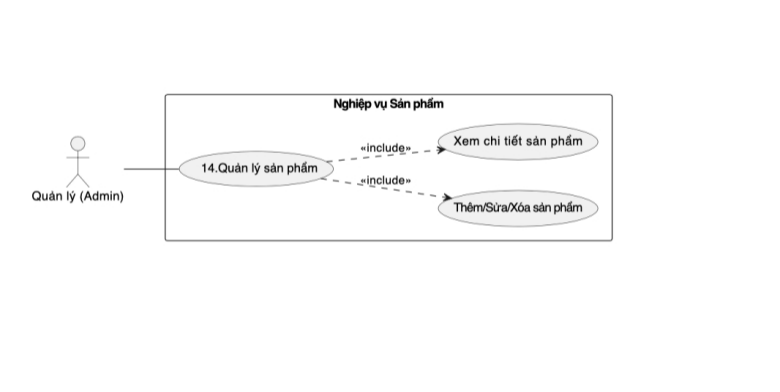 Nghiệp vụ Sản phẩm
Xem chi tiết sản phẩm
«include»
14.Quản lý sản phẩm
«include»
Quản lý (Admin)
Thêm/Sửa/Xóa sản phẩm